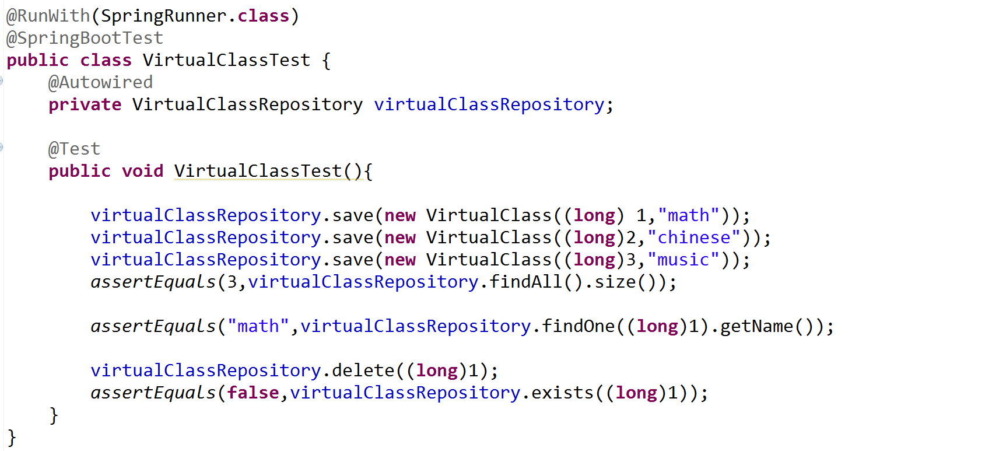 @RunWith(SpringRunner.class)
@SpringBootTest
public class VirtualClassTest {
    @Autowired
    private VirtualClassRepository virtualClassRepository;

    @Test
    public void VirtualClassTest(){

        virtualClassRepository.save(new VirtualClass((long) 1,"math"));
        virtualClassRepository.save(new VirtualClass((long)2,"chinese"));
        virtualClassRepository.save(new VirtualClass((long)3,"music"));
        assertEquals(3,virtualClassRepository.findAll().size());

        assertEquals("math",virtualClassRepository.findOne((long)1).getName());

        virtualClassRepository.delete((long)1);
        assertEquals(false,virtualClassRepository.exists((long)1));
    }
}